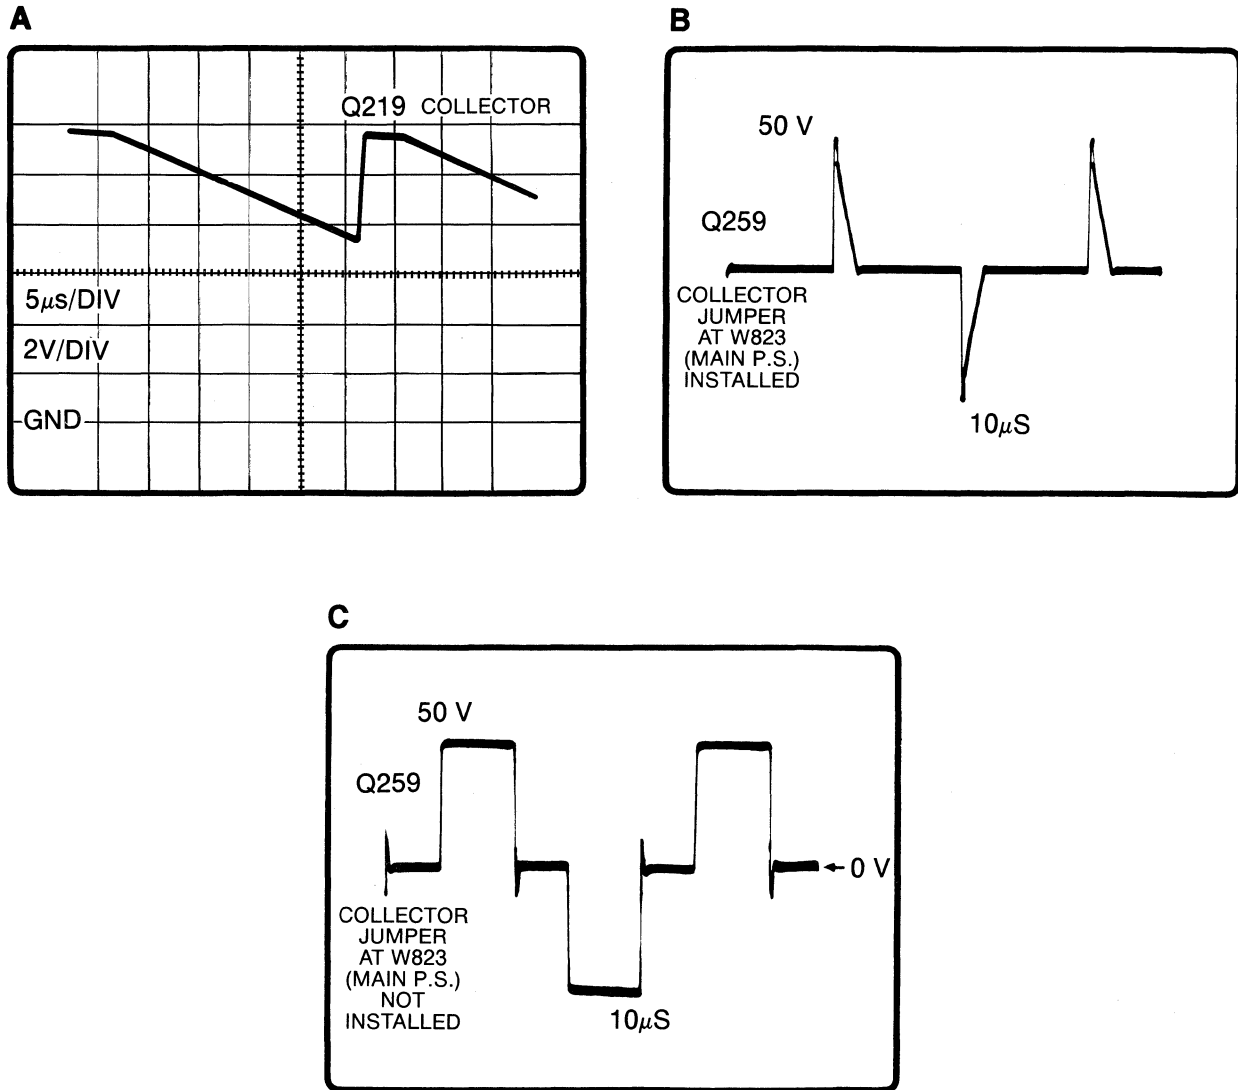 A
Q219 COLLECTOR
5μs/DIV
2V/DIV
GND
B
50 V
Q259
COLLECTOR
JUMPER
AT W823
(MAIN P.S.)
INSTALLED
10μS
C
50 V
Q259
0 V
COLLECTOR
JUMPER
AT W823
(MAIN P.S.)
NOT
INSTALLED
10μS